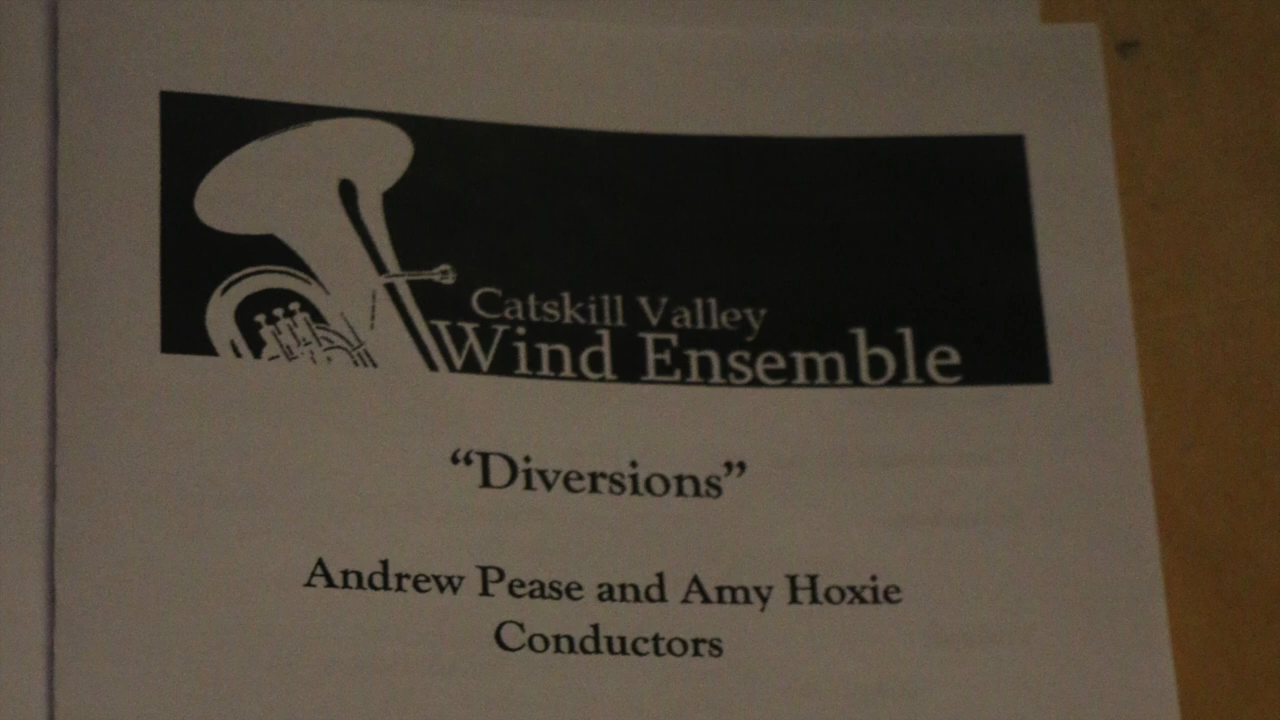 Catskill Valley
Wind Ensemble
“Diversions”
Andrew Pease and Amy Hoxie
Conductors